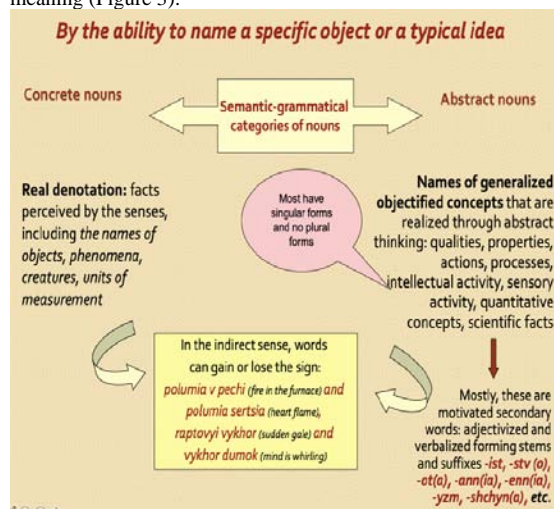 meaning (Figure 3).
By the ability to name a specific object or a typical idea
Concrete nouns
Semantic-grammatical
categories of nouns
Abstract nouns
Real denotation: facts
perceived by the senses,
including the names of
objects, phenomena,
creatures, units of
measurement
Most have
singular forms
and no plural
forms
Names of generalized
objectified concepts that are
realized through abstract
thinking: qualities, properties,
actions, processes,
intellectual activity, sensory
activity, quantitative
concepts, scientific facts
In the indirect sense, words
can gain or lose the sign:
polumia v pechi (fire in the furnace) and
polumia sertsia (heart flame),
raptovyi vykhor (sudden gale) and
vykhor dumok (mind is whirling)
Mostly, these are
motivated secondary
words: adjectivized and
verbalized forming stems
and suffixes -ist, -stv (o),
-ot(a), -ann(ia), -enn(ia),
-yzm, -shchyn(a), etc.